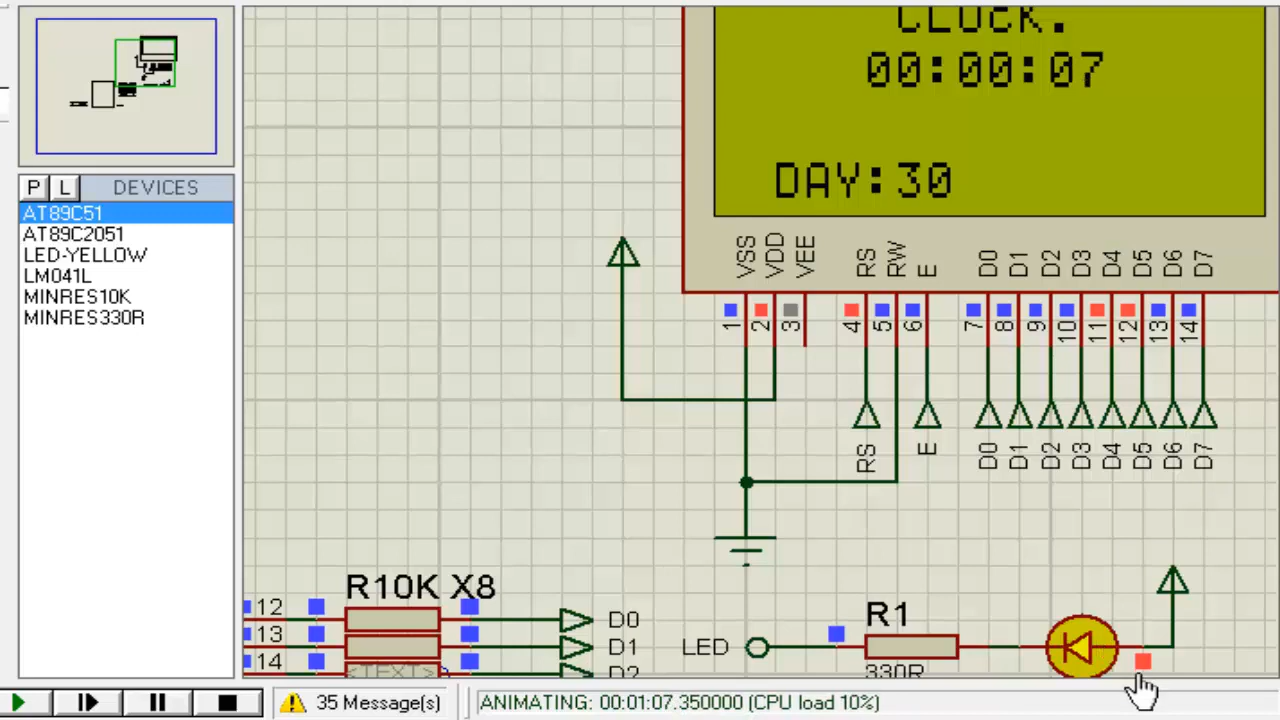 CLOCK.
00:00:07
DAY:30
P L DEVICES
AT89C51
AT89C2051
LED-YELLOW
LM041L
MINRES10K
MINRES330R
VSS VDD VEE RS RW E D0 D1 D2 D3 D4 D5 D6 D7
1 2 3 4 5 6 7 8 9 10 11 12 13 14
RS E D0 D1 D2 D3 D4 D5 D6 D7
R10K X8
12 D0
13 D1
14 D2
<TEXT>
R1
LED
330R
35 Message(s)
ANIMATING: 00:01:07.350000 (CPU load 10%)